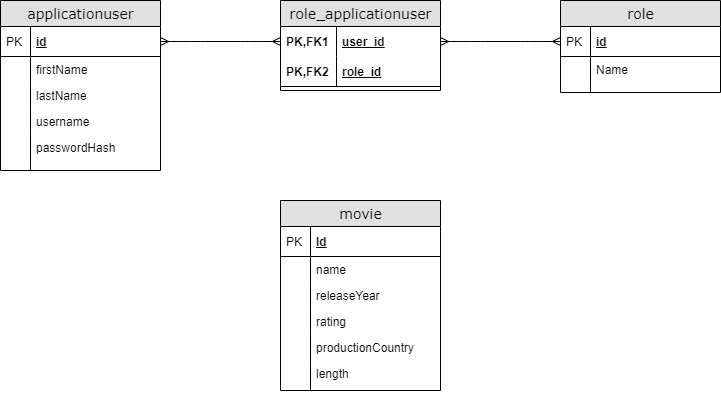 applicationuser
PK id
firstName
lastName
username
passwordHash
role_applicationuser
PK,FK1 user_id
PK,FK2 role_id
role
PK id
Name
movie
PK Id
name
releaseYear
rating
productionCountry
length